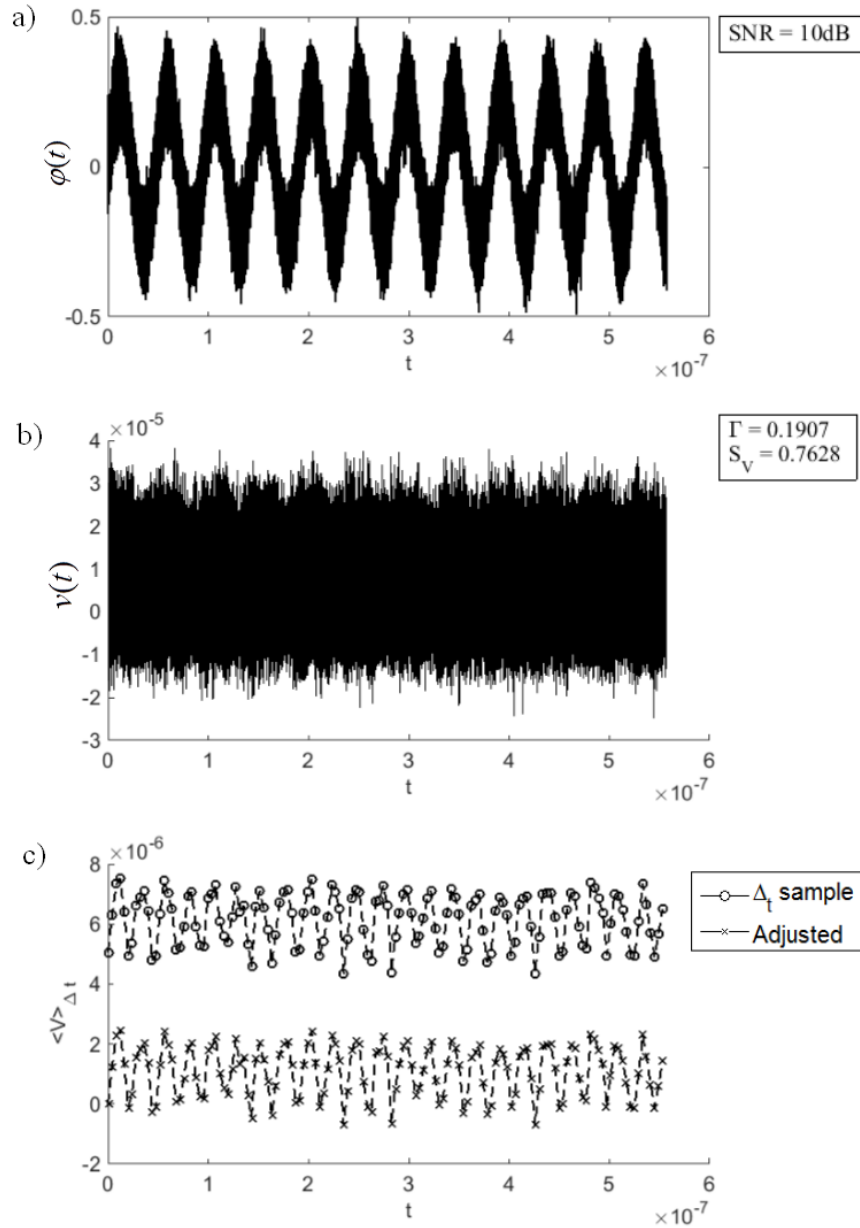 a)
SNR = 10dB
0.5
0
-0.5
φ(t)
0 1 2 3 4 5 6
t
×10⁻⁷
b)
×10⁻⁵
Γ = 0.1907
S_V = 0.7628
4
3
2
1
0
-1
-2
-3
v(t)
0 1 2 3 4 5 6
t
×10⁻⁷
c)
×10⁻⁶
Δ_t sample
Adjusted
8
6
4
2
0
-2
<V>_Δt
0 1 2 3 4 5 6
t
×10⁻⁷